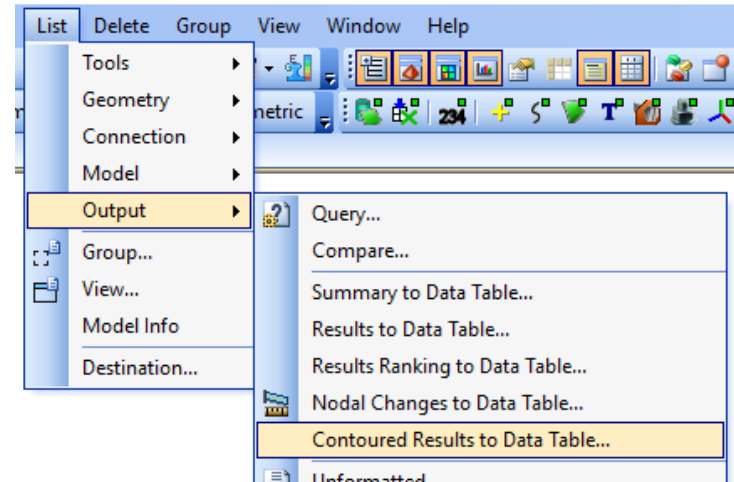 List Delete Group View Window Help
Tools
Geometry
netric
234
T
Connection
Model
Output
Query...
Group...
Compare...
View...
Summary to Data Table...
Model Info
Results to Data Table...
Destination...
Results Ranking to Data Table...
Nodal Changes to Data Table...
Contoured Results to Data Table...
Unformatted